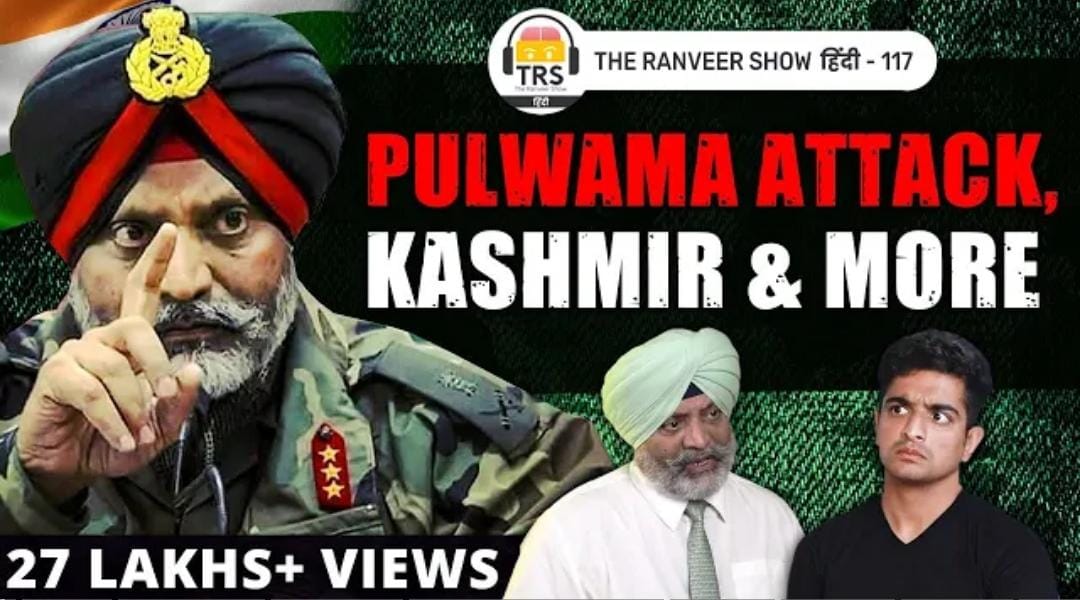 THE RANVEER SHOW हिंदी - 117
TRS
The Ranveer Show
हिंदी
PULWAMA ATTACK,
KASHMIR & MORE
27 LAKHS+ VIEWS